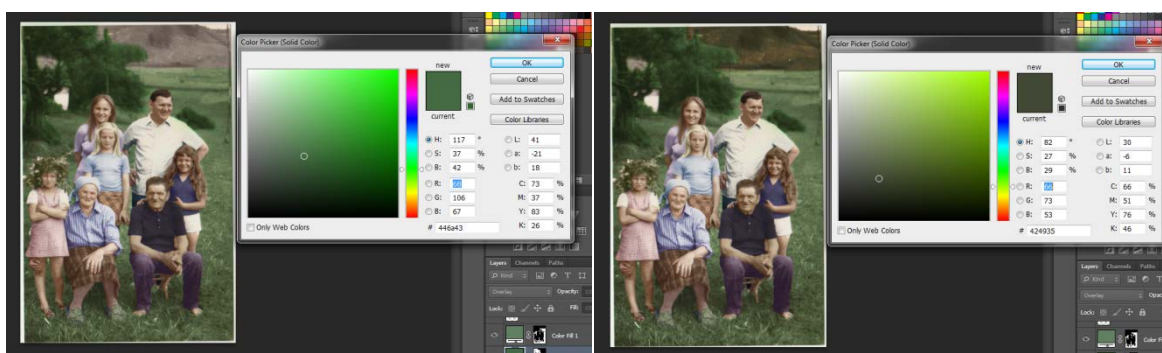 Color Picker (Solid Color)
new
current
OK
Cancel
Add to Swatches
Color Libraries
H: 117 °
L: 41
S: 37 %
a: -21
B: 42 %
b: 18
R: 68
C: 73 %
G: 106
M: 37 %
B: 67
Y: 83 %
# 446a43
K: 26 %
Only Web Colors
Layers Channels Paths
Kind
Overlay
Opacity:
Lock:
Fill:
Color Fill 1
Color Picker (Solid Color)
new
current
OK
Cancel
Add to Swatches
Color Libraries
H: 82 °
L: 30
S: 27 %
a: -6
B: 29 %
b: 11
R: 66
C: 66 %
G: 73
M: 51 %
B: 53
Y: 76 %
# 424935
K: 46 %
Only Web Colors
Layers Channels Paths
Kind
Overlay
Lock: